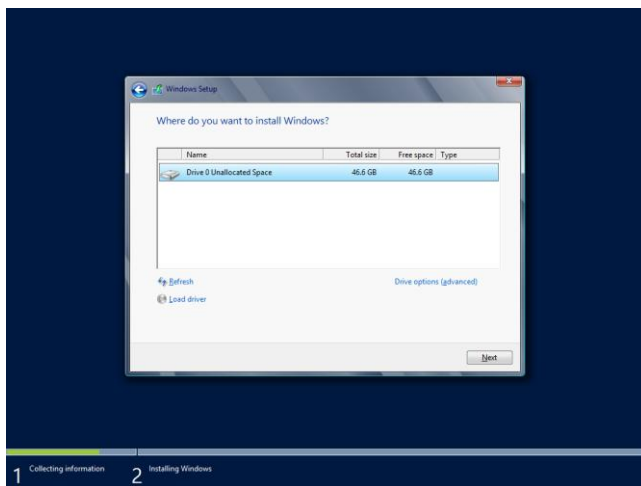 Windows Setup
Where do you want to install Windows?
Name Total size Free space Type
Drive 0 Unallocated Space 46.6 GB 46.6 GB
Refresh Drive options (advanced)
Load driver
Next
1 Collecting information 2 Installing Windows